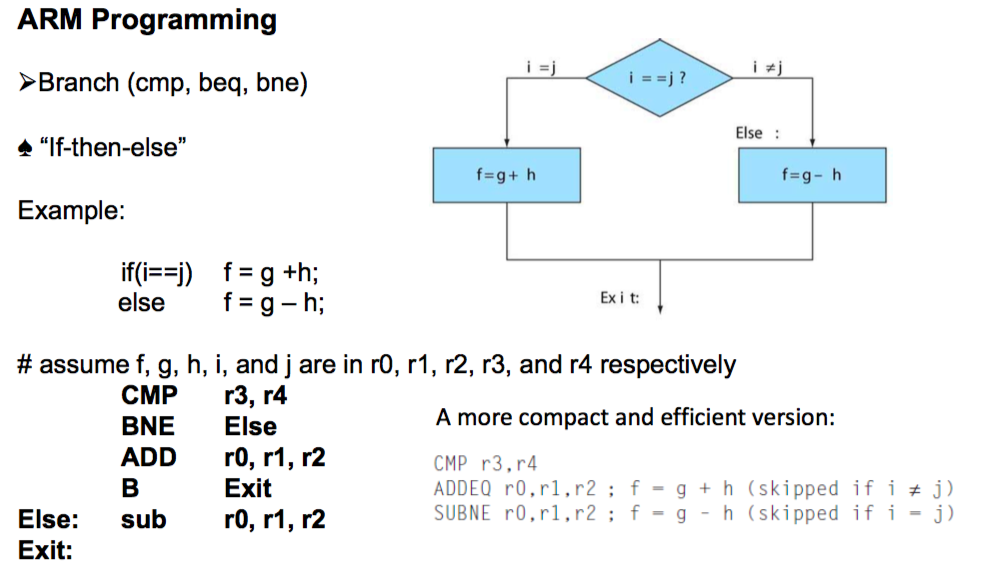 ARM Programming
➢Branch (cmp, beq, bne)
♠ “If-then-else”
Example:
if(i==j) f = g +h;
else f = g – h;
i =j
i = =j ?
i ≠j
Else :
f=g+ h
f=g– h
Ex i t:
# assume f, g, h, i, and j are in r0, r1, r2, r3, and r4 respectively
CMP r3, r4
BNE Else
ADD r0, r1, r2
B Exit
Else: sub r0, r1, r2
Exit:
A more compact and efficient version:
CMP r3,r4
ADDEQ r0,r1,r2 ; f = g + h (skipped if i ≠ j)
SUBNE r0,r1,r2 ; f = g - h (skipped if i = j)